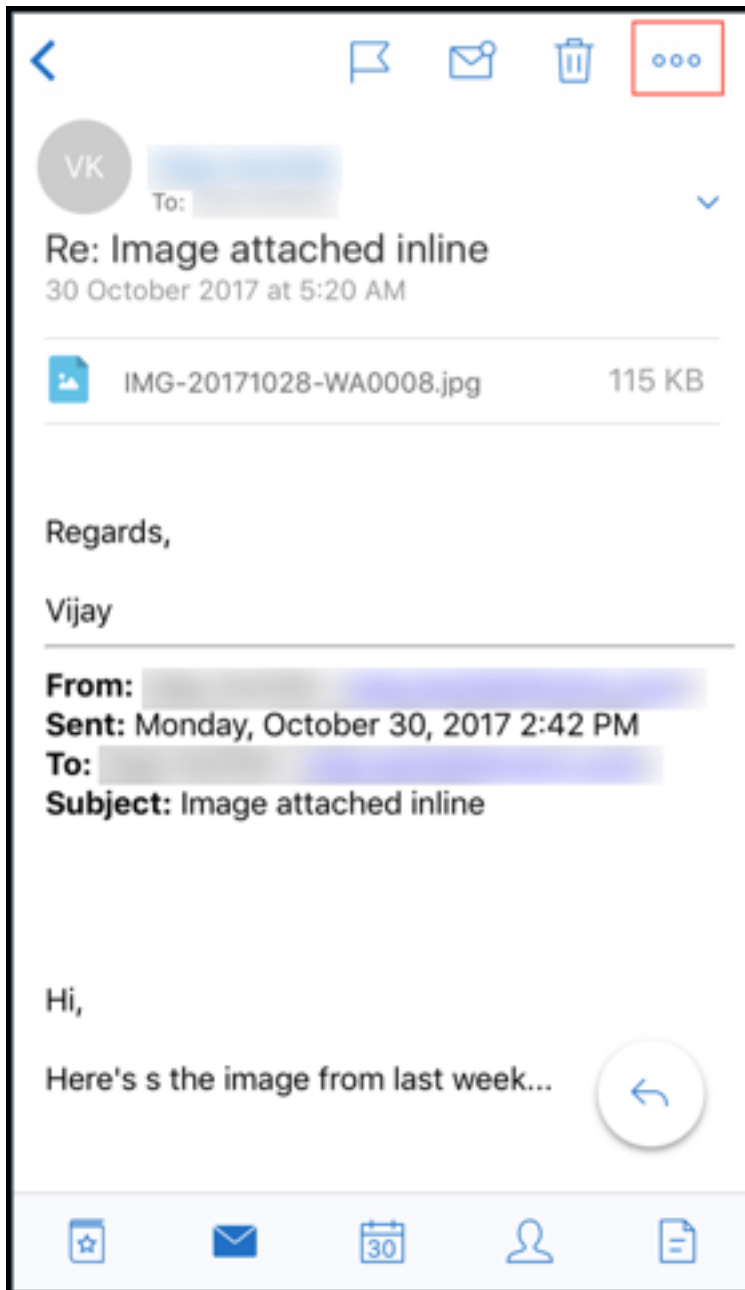 VK
To:
Re: Image attached inline
30 October 2017 at 5:20 AM
IMG-20171028-WA0008.jpg 115 KB
Regards,
Vijay
From:
Sent: Monday, October 30, 2017 2:42 PM
To:
Subject: Image attached inline
Hi,
Here's s the image from last week...
30